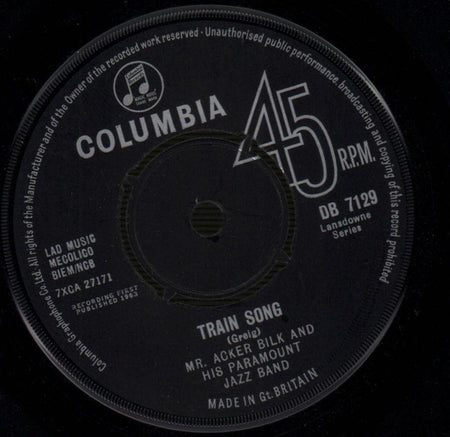 Columbia Graphophone Co. Ltd. All rights of the Manufacturer and of the Owner of the recorded work reserved - Unauthorised public performance, broadcasting and copying of this record prohibited
COLUMBIA
45
R.P.M.
DB 7129
Lansdowne
Series
LAD MUSIC
MECOLICO
BIEM/NCB
7XCA 27171
RECORDING FIRST
PUBLISHED 1963
TRAIN SONG
(Greig)
MR. ACKER BILK AND
HIS PARAMOUNT
JAZZ BAND
MADE IN Gt. BRITAIN